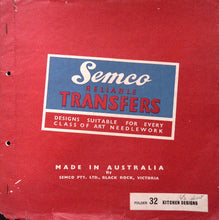 Semco
RELIABLE
TRANSFERS
DESIGNS SUITABLE FOR EVERY
CLASS OF ART NEEDLEWORK
MADE IN AUSTRALIA
BY
SEMCO PTY. LTD., BLACK ROCK, VICTORIA
FOLDER 32 KITCHEN DESIGNS